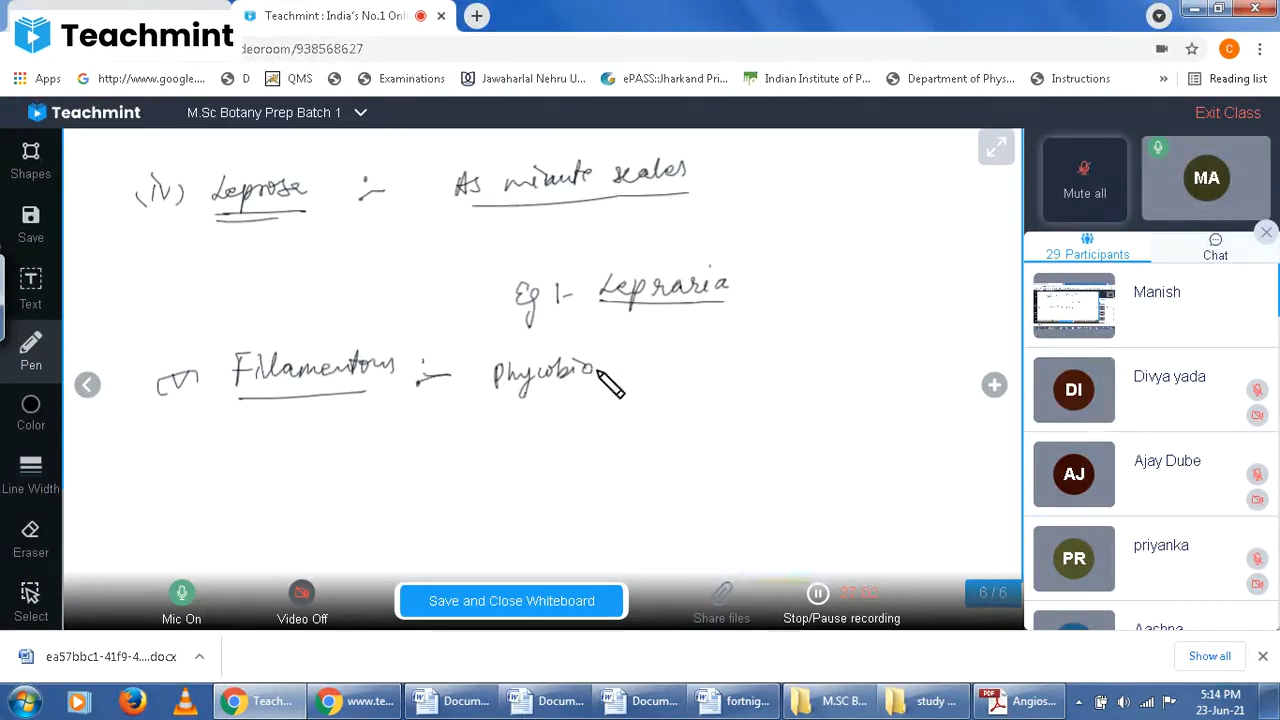 Teachmint : India's No.1 Onl
Teachmint
deoroom/938568627
C
Apps
http://www.google....
D
QMS
Examinations
Jawaharlal Nehru U...
ePASS::Jharkand Pri...
Indian Institute of P...
Department of Phys...
Instructions
»
Reading list
Teachmint
M.Sc Botany Prep Batch 1
Exit Class
Shapes
Save
Text
Pen
Color
Line Width
Eraser
Select
(iv) Leprose :- As minute scales
Eg :- Lepraria
(v) Filamentous :- Phycobio
Mute all
MA
29 Participants
Chat
Manish
DI
Divya yada
AJ
Ajay Dube
PR
priyanka
Aashna
Mic On
Video Off
Save and Close Whiteboard
Share files
Stop/Pause recording
6 / 6
ea57bbc1-41f9-4....docx
Show all
Teach...
www.te...
Docum...
Docum...
Docum...
fortnig...
M.SC B...
study ...
Angios...
5:14 PM
23-Jun-21